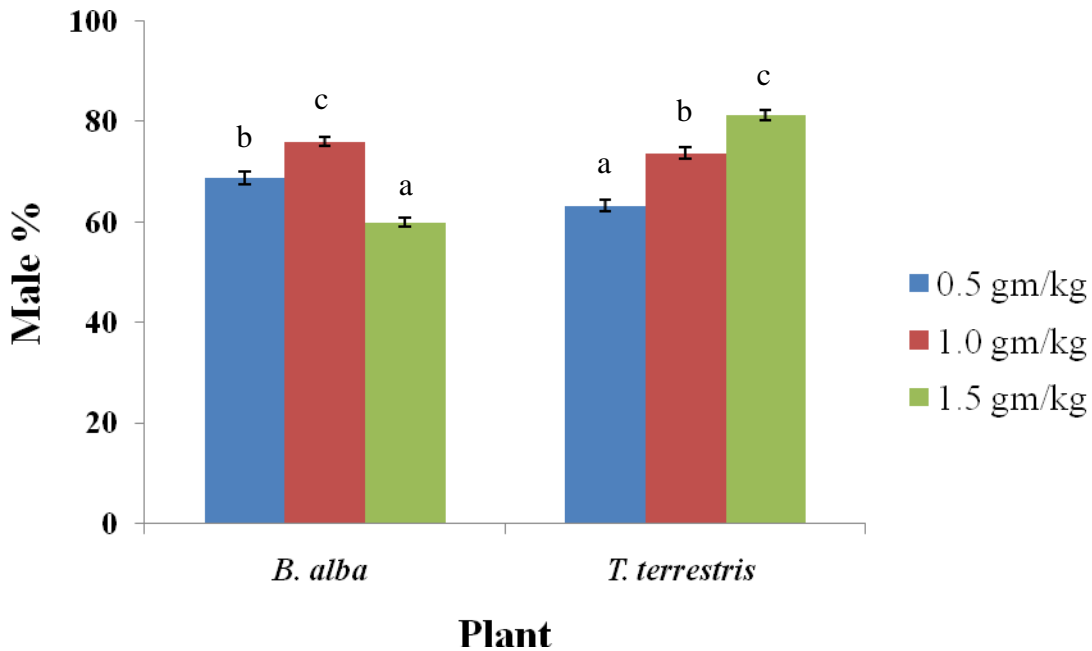 100
80
60
40
20
0
Male %
b
c
a
a
b
c
B. alba
T. terrestris
Plant
0.5 gm/kg
1.0 gm/kg
1.5 gm/kg